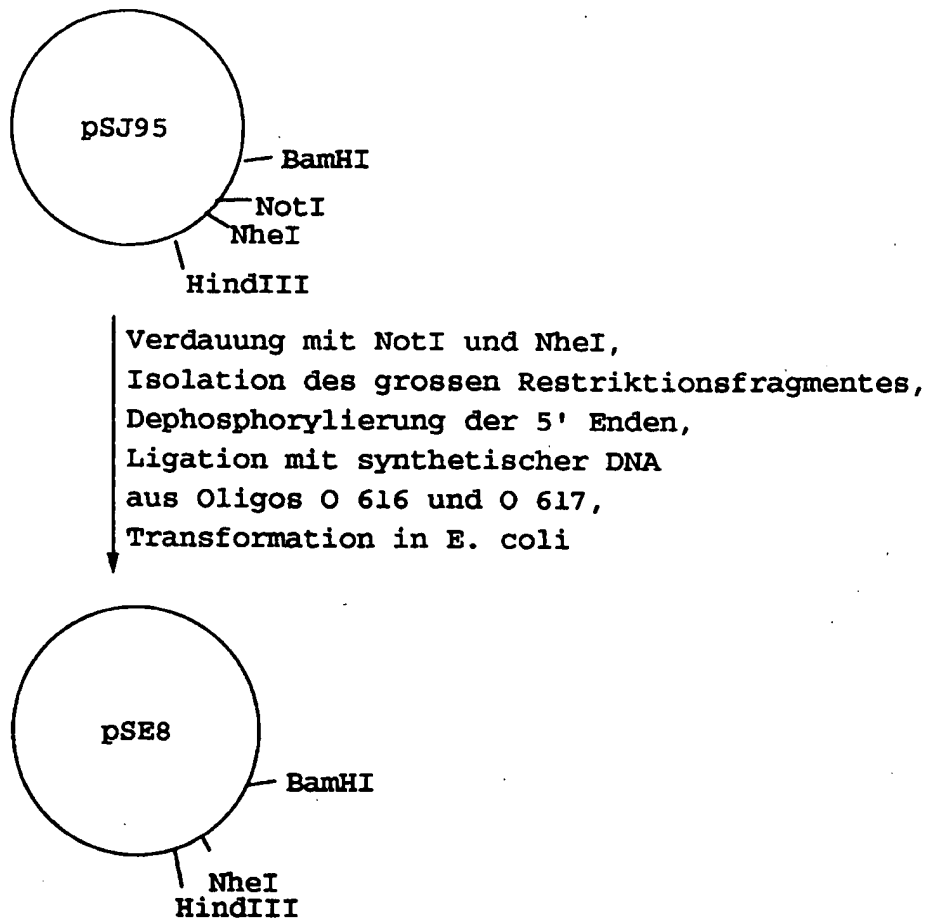 pSJ95
BamHI
NotI
NheI
HindIII
Verdauung mit NotI und NheI,
Isolation des grossen Restriktionsfragmentes,
Dephosphorylierung der 5' Enden,
Ligation mit synthetischer DNA
aus Oligos O 616 und O 617,
Transformation in E. coli
pSE8
BamHI
NheI
HindIII